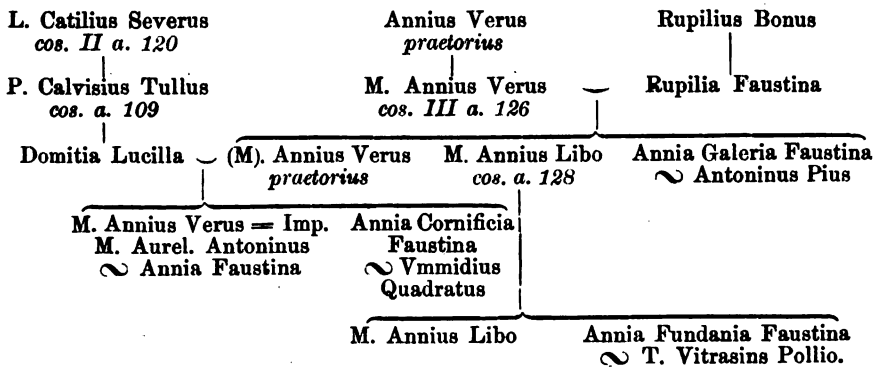 L. Catilius Severus Annius Verus Rupilius Bonus
cos. II a. 120 praetorius
P. Calvisius Tullus M. Annius Verus ⌣ Rupilia Faustina
cos. a. 109 cos. III a. 126
Domitia Lucilla ⌣ (M). Annius Verus M. Annius Libo Annia Galeria Faustina
praetorius cos. a. 128 ∾ Antoninus Pius
M. Annius Verus = Imp. Annia Cornificia
M. Aurel. Antoninus Faustina
∾ Annia Faustina ∾ Vmmidius
Quadratus
M. Annius Libo Annia Fundania Faustina
∾ T. Vitrasins Pollio.